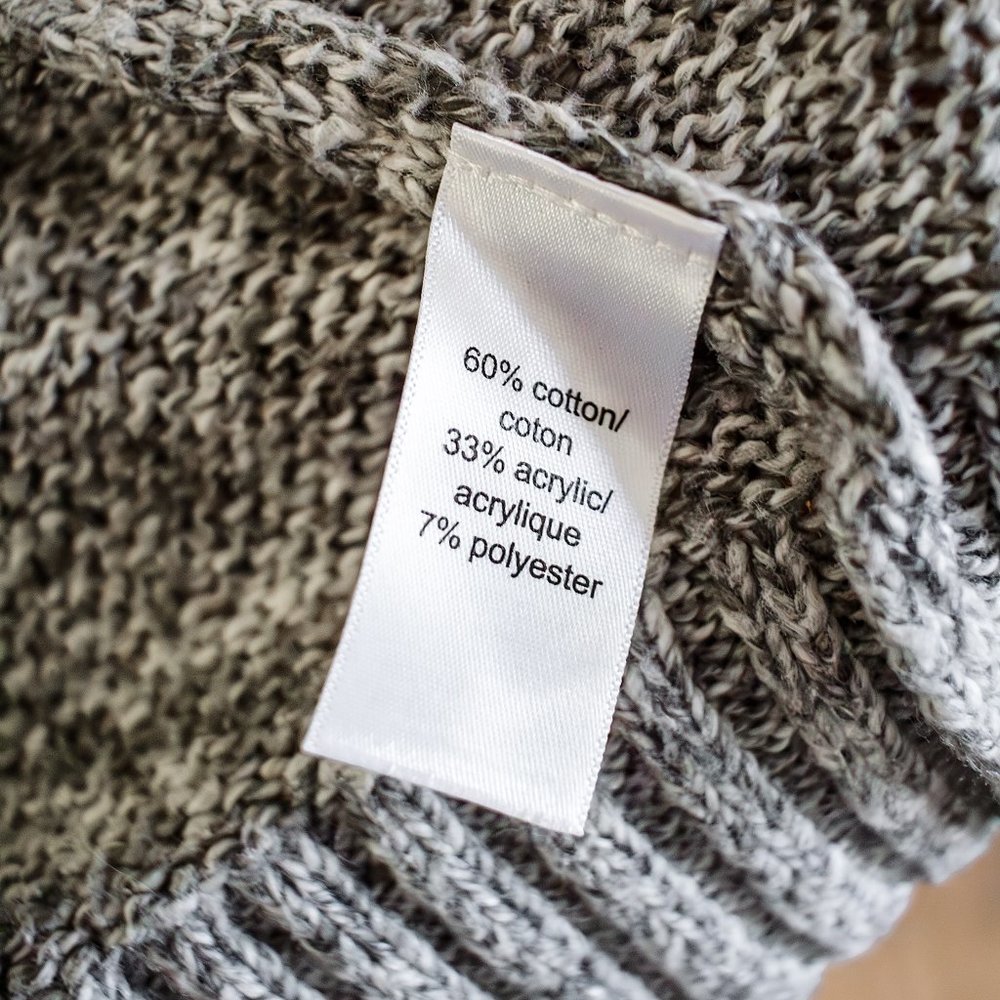 60% cotton/
coton
33% acrylic/
acrylique
7% polyester